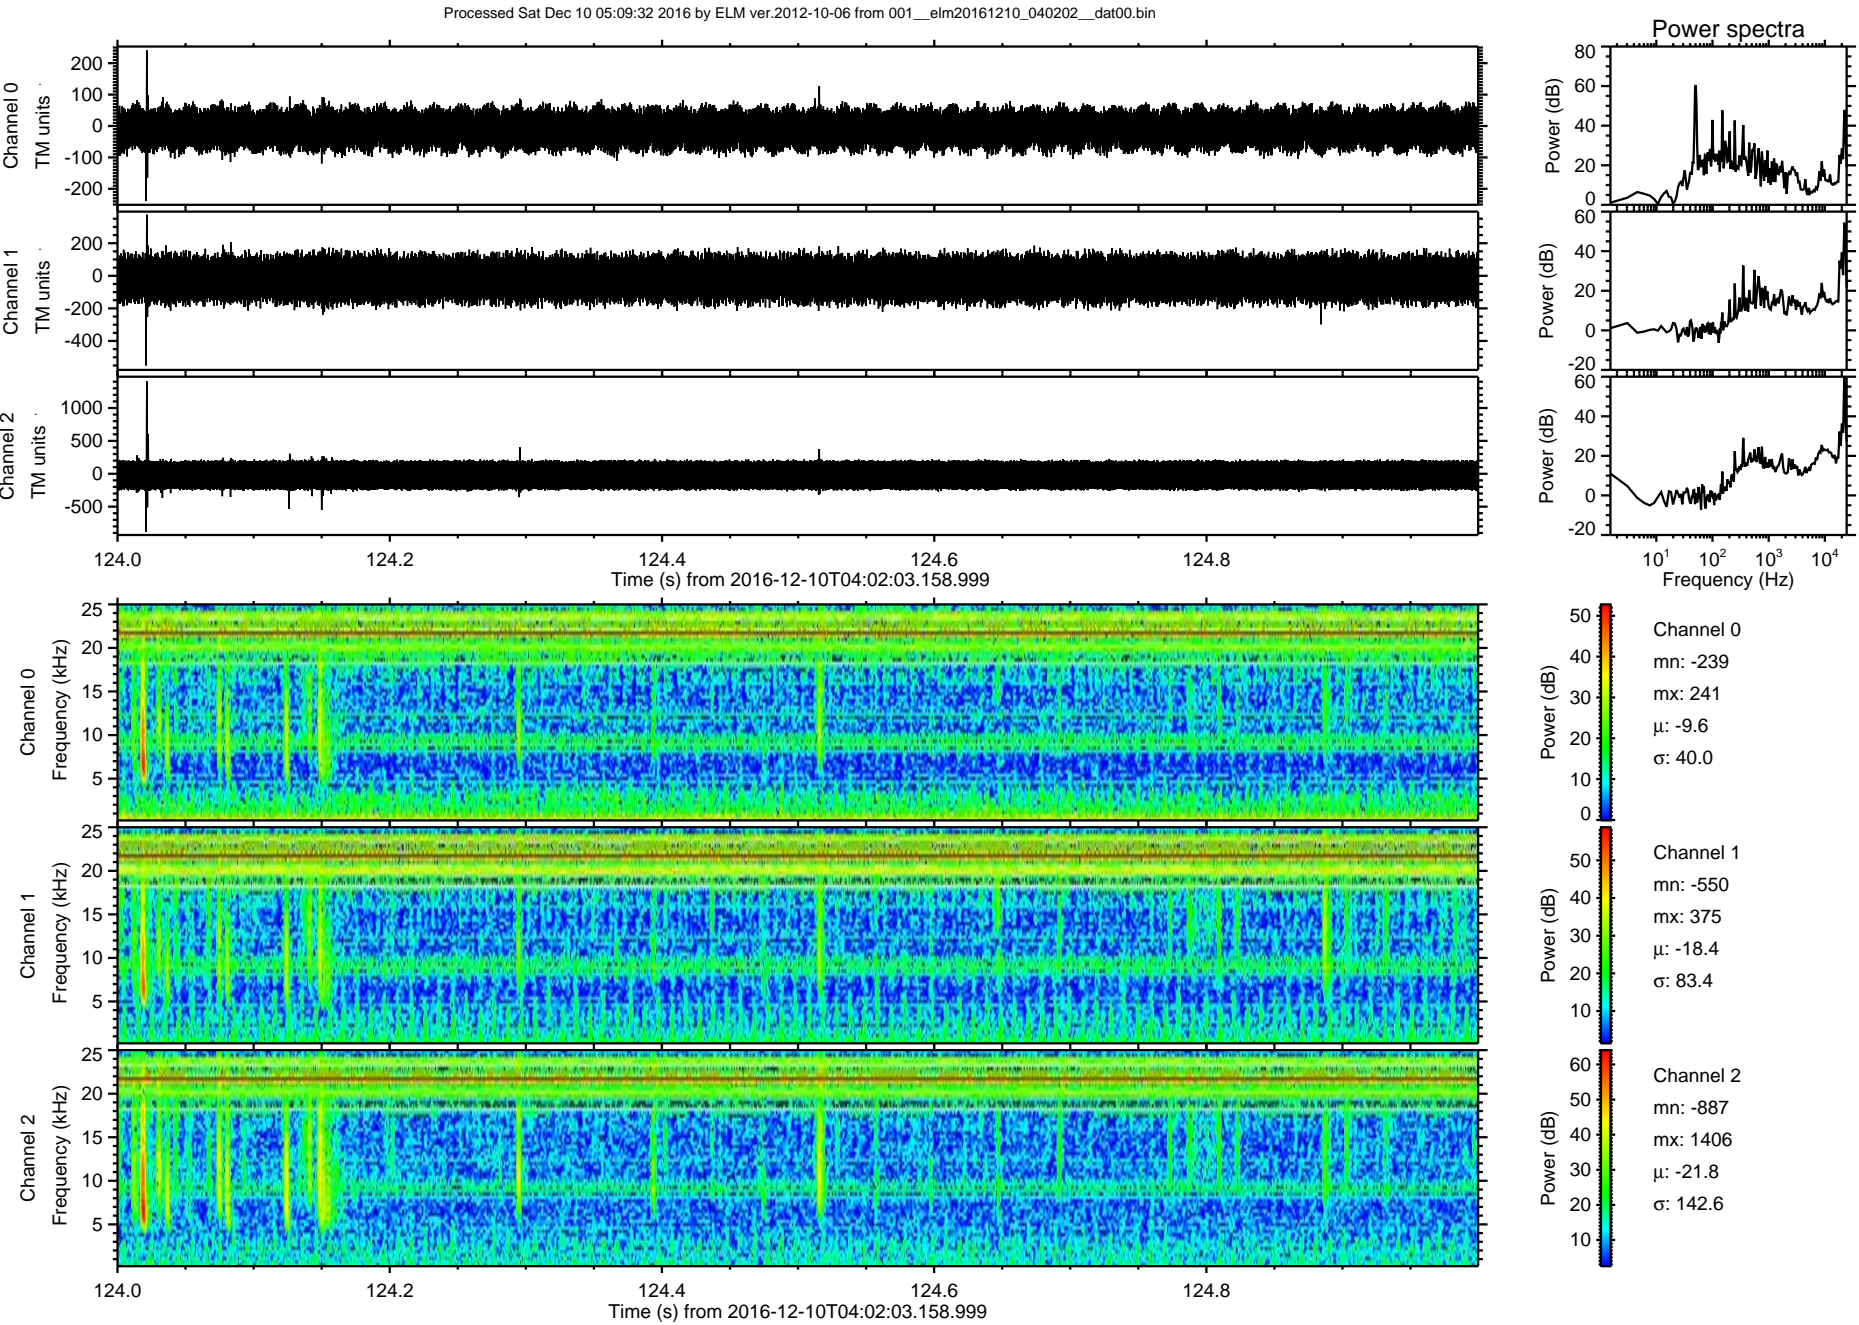 Processed Sat Dec 10 05:09:32 2016 by ELM ver.2012-10-06 from 001__elm20161210_040202__dat00.bin
Power spectra
Channel 0
TM units
200
100
0
-100
-200
Power (dB)
80
60
40
20
0
Channel 1
TM units
200
0
-200
-400
Power (dB)
60
40
20
0
-20
Channel 2
TM units
1000
500
0
-500
Power (dB)
60
40
20
0
-20
124.0 124.2 124.4 124.6 124.8
Time (s) from 2016-12-10T04:02:03.158.999
10¹ 10² 10³ 10⁴
Frequency (Hz)
Channel 0
Frequency (kHz)
25
20
15
10
5
Power (dB)
50
40
30
20
10
0
Channel 0
mn: -239
mx: 241
μ: -9.6
σ: 40.0
Channel 1
Frequency (kHz)
25
20
15
10
5
Power (dB)
50
40
30
20
10
Channel 1
mn: -550
mx: 375
μ: -18.4
σ: 83.4
Channel 2
Frequency (kHz)
25
20
15
10
5
Power (dB)
60
50
40
30
20
10
Channel 2
mn: -887
mx: 1406
μ: -21.8
σ: 142.6
124.0 124.2 124.4 124.6 124.8
Time (s) from 2016-12-10T04:02:03.158.999